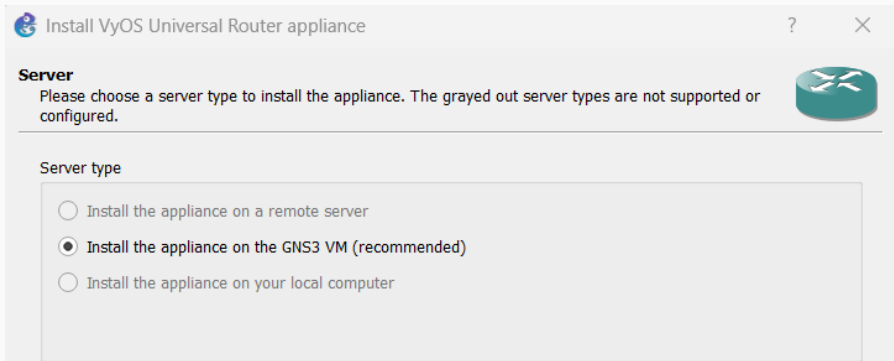 Install VyOS Universal Router appliance ?
Server
Please choose a server type to install the appliance. The grayed out server types are not supported or
configured.
Server type
Install the appliance on a remote server
Install the appliance on the GNS3 VM (recommended)
Install the appliance on your local computer